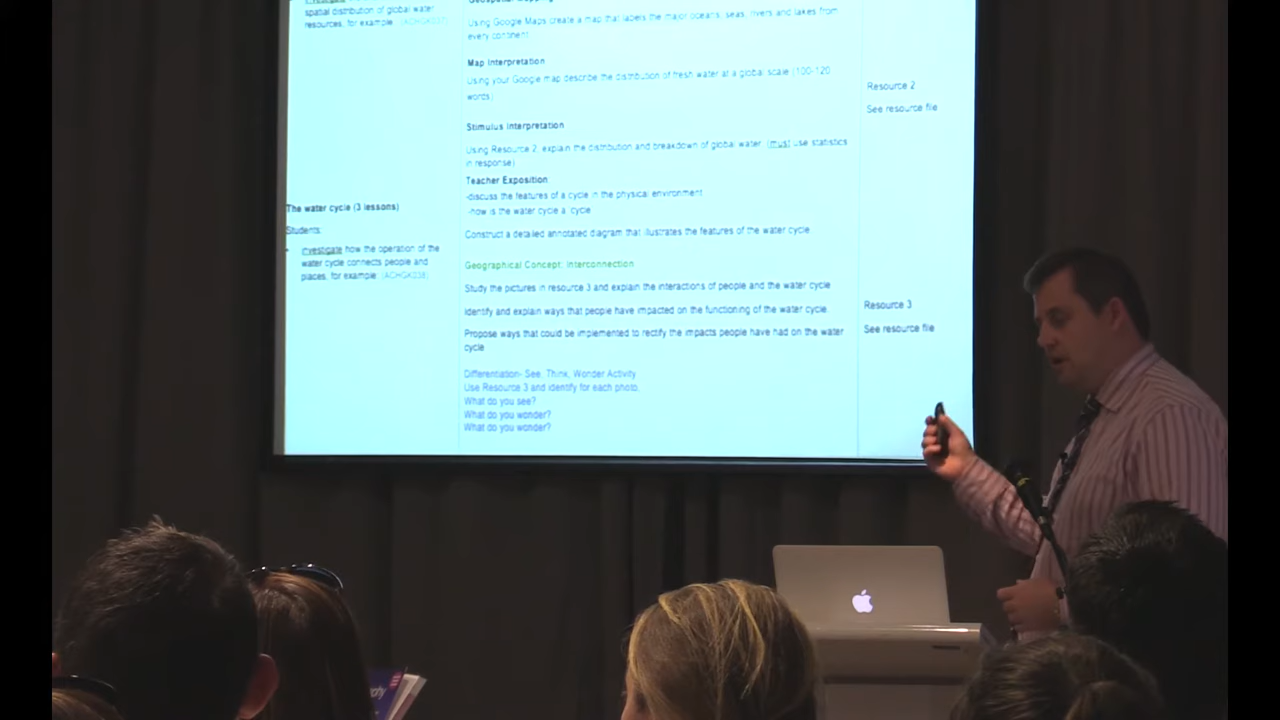 investigate
spatial distribution of global water
resources, for example.
Geospatial Mapping
Using Google Maps create a map that labels the major oceans, seas, rivers and lakes from
every continent
Map Interpretation
Using your Google map describe the distribution of fresh water at a global scale (100-120
words)
Resource 2
See resource file
Stimulus Interpretation
Using Resource 2, explain the distribution and breakdown of global water. (must use statistics
in response)
Teacher Exposition
-discuss the features of a cycle in the physical environment
-how is the water cycle a cycle
Construct a detailed annotated diagram that illustrates the features of the water cycle.
The water cycle (3 lessons)
Students:
• investigate how the operation of the
water cycle connects people and
places, for example: (ACHGK038)
Geographical Concept: Interconnection
Study the pictures in resource 3 and explain the interactions of people and the water cycle
Identify and explain ways that people have impacted on the functioning of the water cycle.
Propose ways that could be implemented to rectify the impacts people have had on the water
cycle
Resource 3
See resource file
Differentiation- See, Think, Wonder Activity
Use Resource 3 and identify for each photo.
What do you see?
What do you wonder?
What do you wonder?